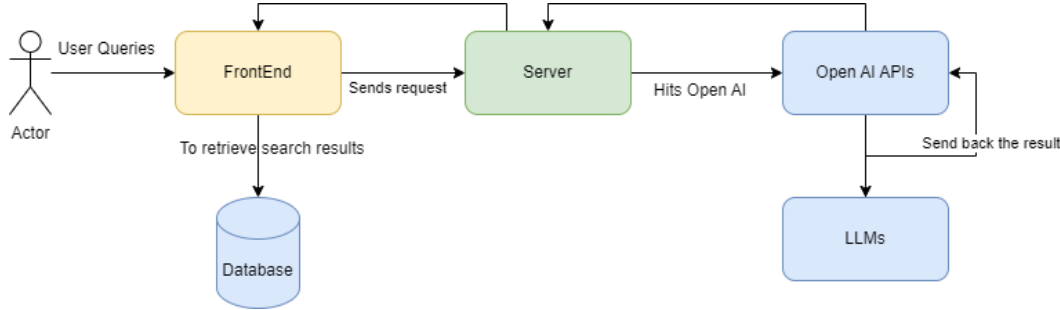 User Queries
FrontEnd
Server
Open AI APIs
Sends request
Hits Open AI
Actor
To retrieve search results
Send back the result
LLMs
Database